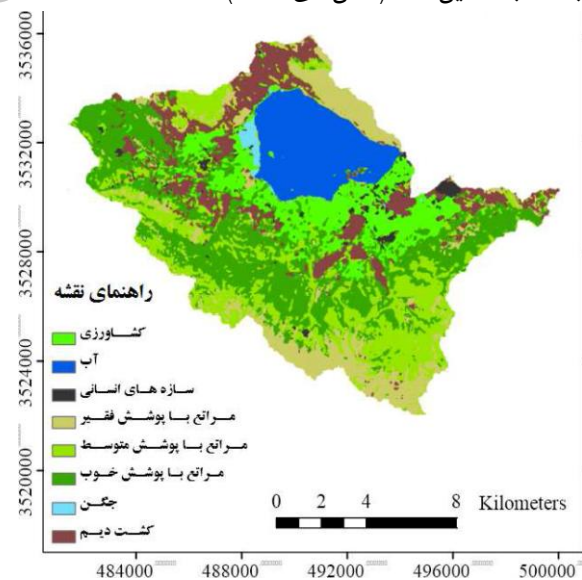 3536000
3532000
3528000
3524000
3520000
راهنمای نقشه
کشاورزی
آب
سازه های انسانی
مراتع با پوشش فقیر
مراتع با پوشش متوسط
مراتع با پوشش خوب
جگن
کشت دیم
0 2 4 8 Kilometers
484000 488000 492000 496000 500000